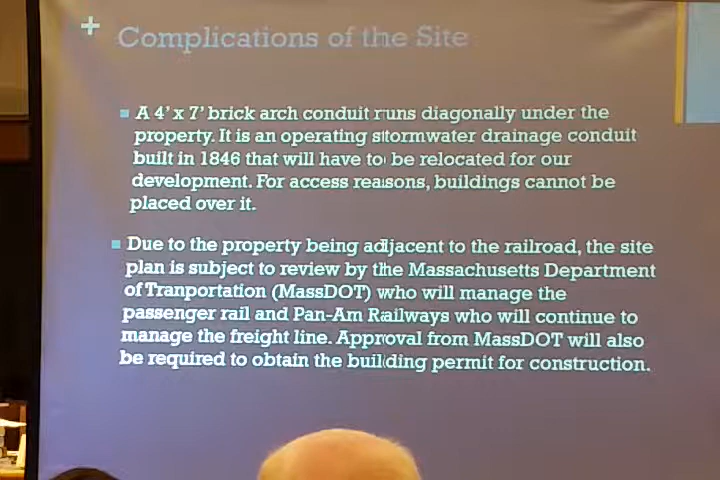 + Complications of the Site
A 4' x 7' brick arch conduit runs diagonally under the
property. It is an operating stormwater drainage conduit
built in 1846 that will have to be relocated for our
development. For access reasons, buildings cannot be
placed over it.
Due to the property being adjacent to the railroad, the site
plan is subject to review by the Massachusetts Department
of Tranportation (MassDOT) who will manage the
passenger rail and Pan-Am Railways who will continue to
manage the freight line. Approval from MassDOT will also
be required to obtain the building permit for construction.